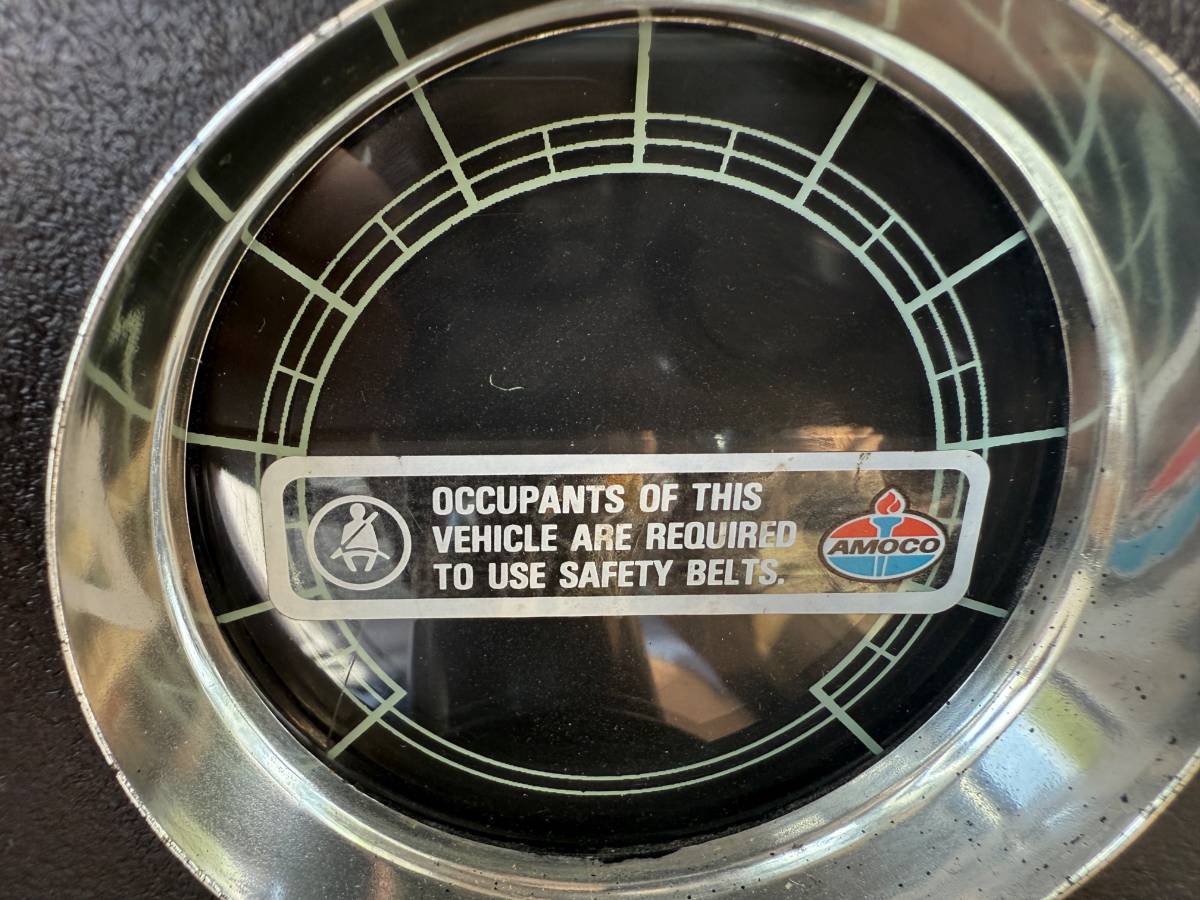 OCCUPANTS OF THIS
VEHICLE ARE REQUIRED
TO USE SAFETY BELTS.
AMOCO